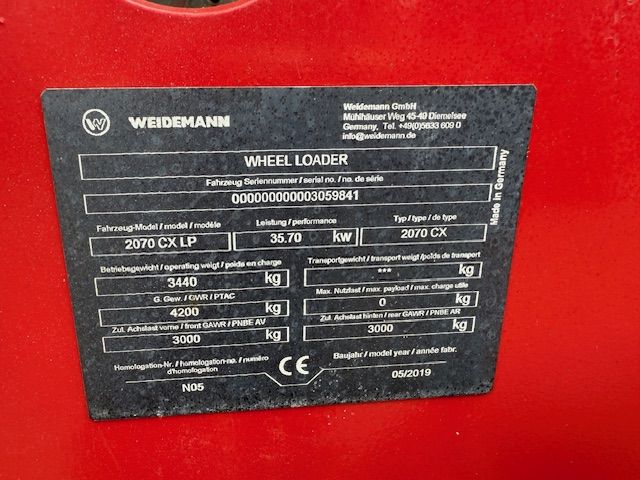 W WEIDEMANN
Weidemann GmbH
Mühlhäuser Weg 45-49 Diemelsee
Germany, Tel. +49(0)5633 609 0
info@weidemann.de
WHEEL LOADER
Fahrzeug Seriennummer / serial no. / no. de série
000000000003059841
Made in Germany
Fahrzeug-Model / model / modéle
Leistung / performance
Typ / type / de type
2070 CX LP
35.70 kw
2070 CX
Betriebsgewicht / operating weigt / poids en charge
Transportgewicht / transport weigt /poids de transport
3440 kg
*** kg
G. Gew. / GWR / PTAC
Max. Nutzlast / max. payload / max. charge utile
4200 kg
0 kg
Zul. Achslast vorne / front GAWR / PNBE AV
Zul. Achslast hinten / rear GAWR / PNBE AR
3000 kg
3000 kg
Homologation-Nr. / homologation-no. / numéro
d'homologation
CE
Baujahr / model year / année fabr.
N05
05/2019